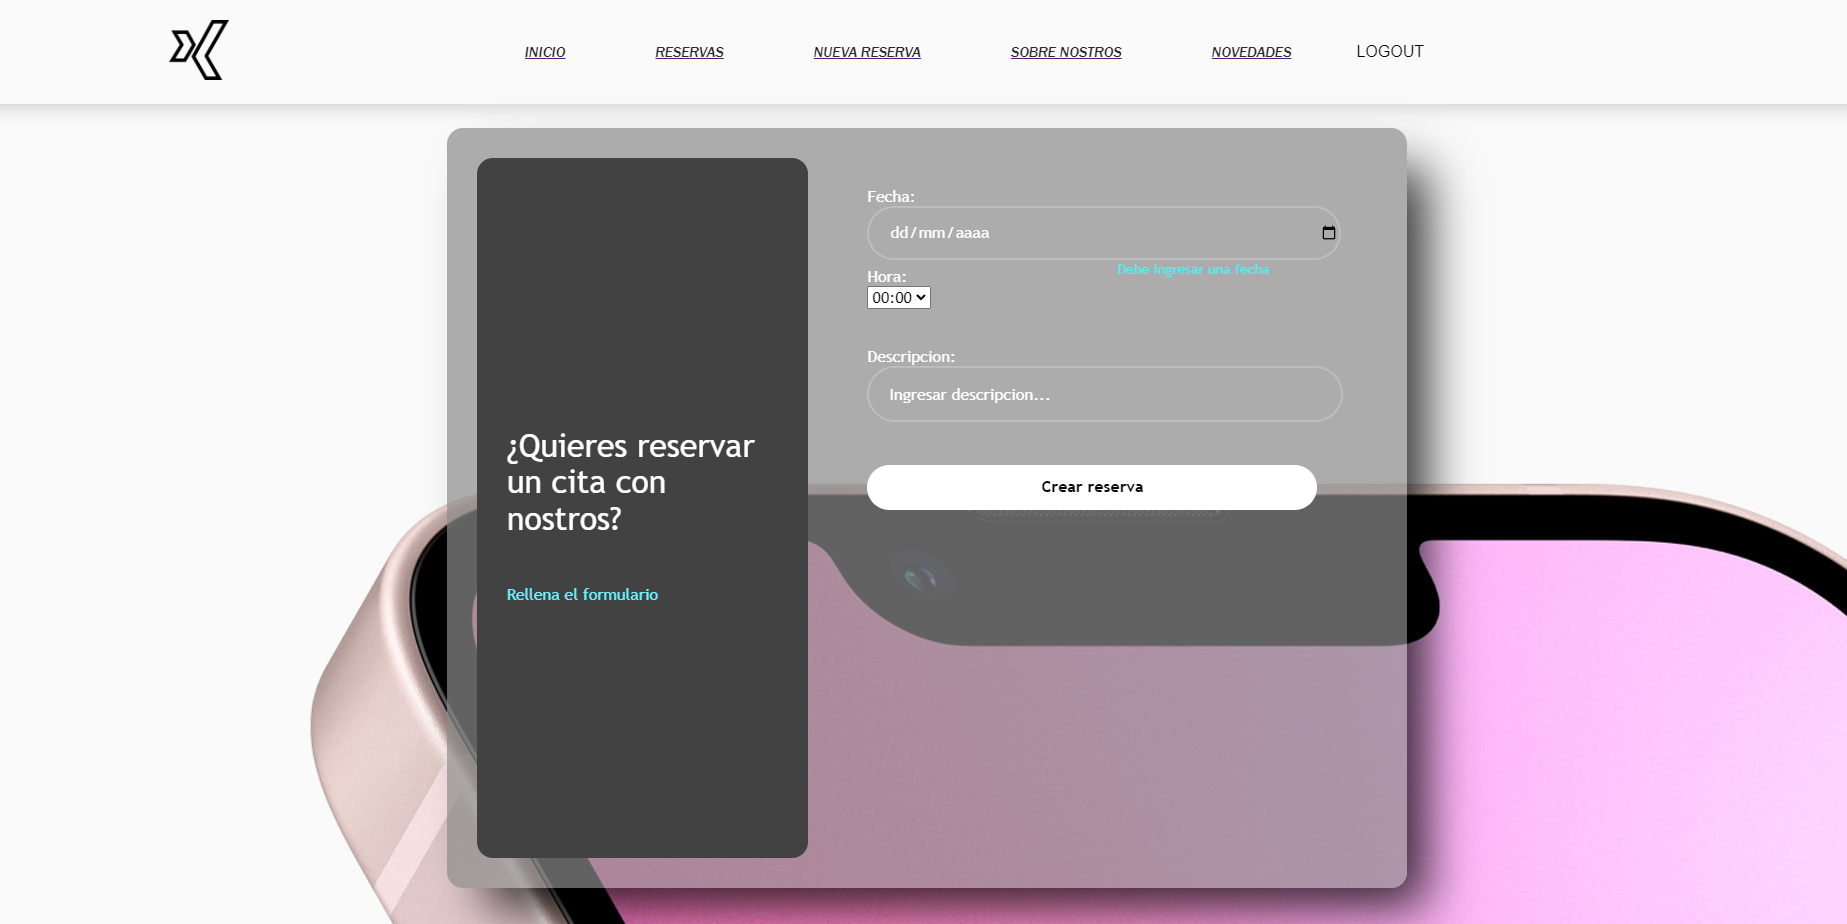 INICIO RESERVAS NUEVA RESERVA SOBRE NOSTROS NOVEDADES LOGOUT
¿Quieres reservar
un cita con
nostros?
Rellena el formulario
Fecha:
dd/mm/aaaa
Debe ingresar una fecha
Hora:
00:00
Descripcion:
Ingresar descripcion...
Crear reserva